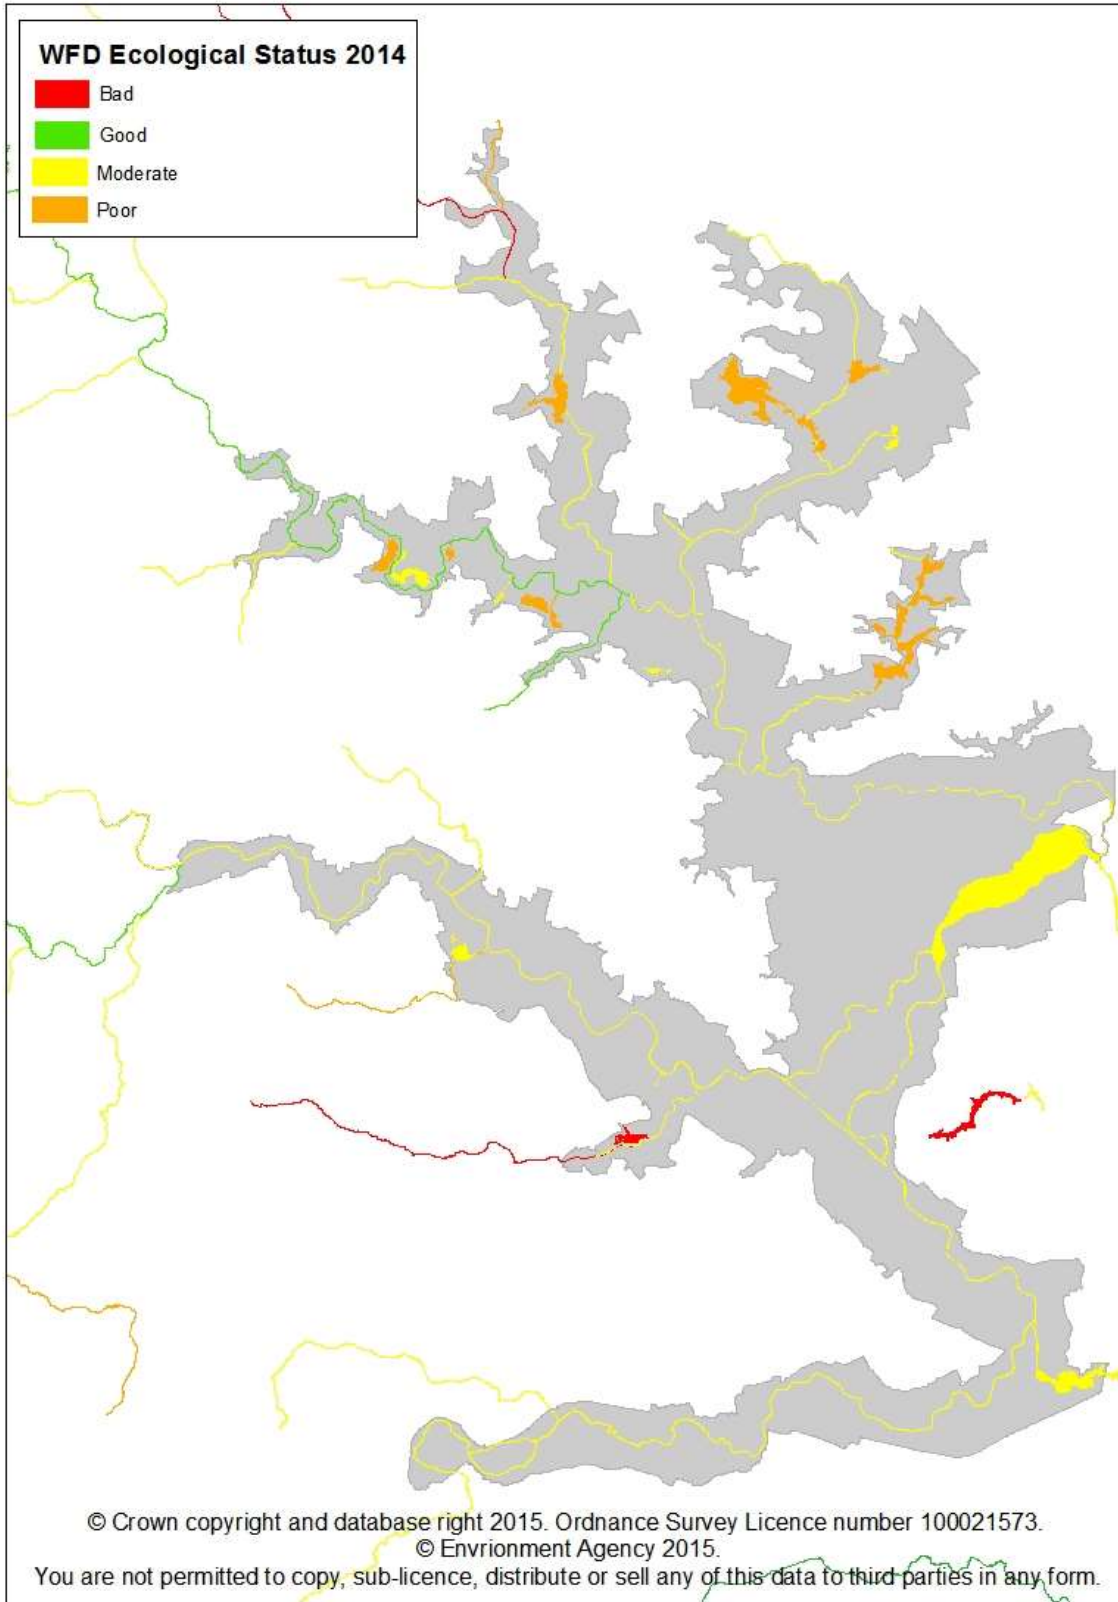 WFD Ecological Status 2014
Bad
Good
Moderate
Poor
© Crown copyright and database right 2015. Ordnance Survey Licence number 100021573.
© Envrionment Agency 2015.
You are not permitted to copy, sub-licence, distribute or sell any of this data to third parties in any form.